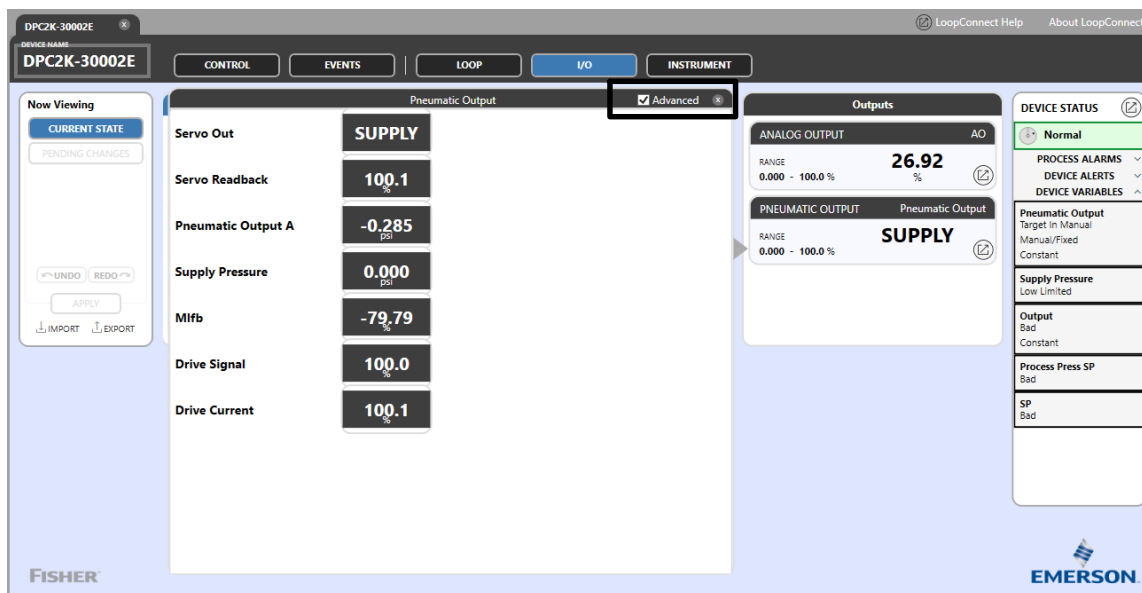 DPC2K-30002E
LoopConnect Help
About LoopConnect
DEVICE NAME
DPC2K-30002E
CONTROL
EVENTS
LOOP
I/O
INSTRUMENT
Now Viewing
CURRENT STATE
PENDING CHANGES
UNDO
REDO
APPLY
IMPORT
EXPORT
Pneumatic Output
Advanced
Servo Out
SUPPLY
Servo Readback
100.1
%
Pneumatic Output A
-0.285
psi
Supply Pressure
0.000
psi
Mlfb
-79.79
%
Drive Signal
100.0
%
Drive Current
100.1
%
Outputs
ANALOG OUTPUT AO
RANGE
0.000 - 100.0 %
26.92
%
PNEUMATIC OUTPUT Pneumatic Output
RANGE
0.000 - 100.0 %
SUPPLY
DEVICE STATUS
Normal
PROCESS ALARMS
DEVICE ALERTS
DEVICE VARIABLES
Pneumatic Output
Target In Manual
Manual/Fixed
Constant
Supply Pressure
Low Limited
Output
Bad
Constant
Process Press SP
Bad
SP
Bad
FISHER
EMERSON